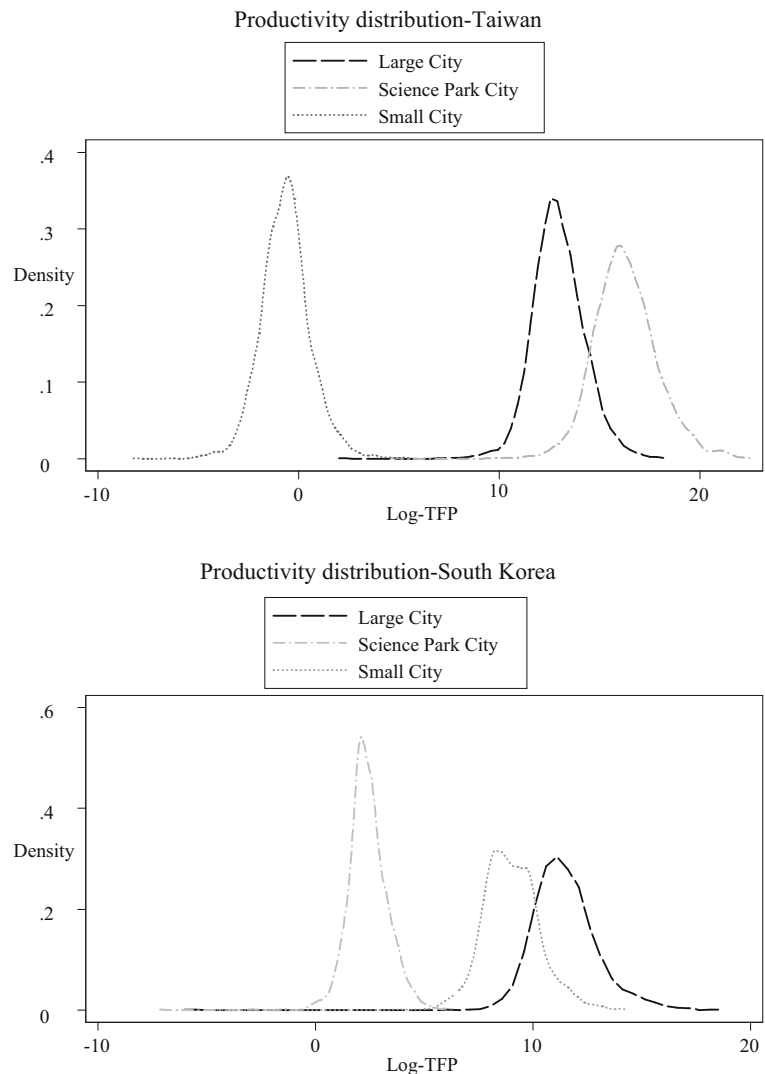 Productivity distribution-Taiwan
Large City
Science Park City
Small City
.4
.3
Density
.2
.1
0
-10
0
10
20
Log-TFP
Productivity distribution-South Korea
Large City
Science Park City
Small City
.6
.4
Density
.2
0
-10
0
10
20
Log-TFP